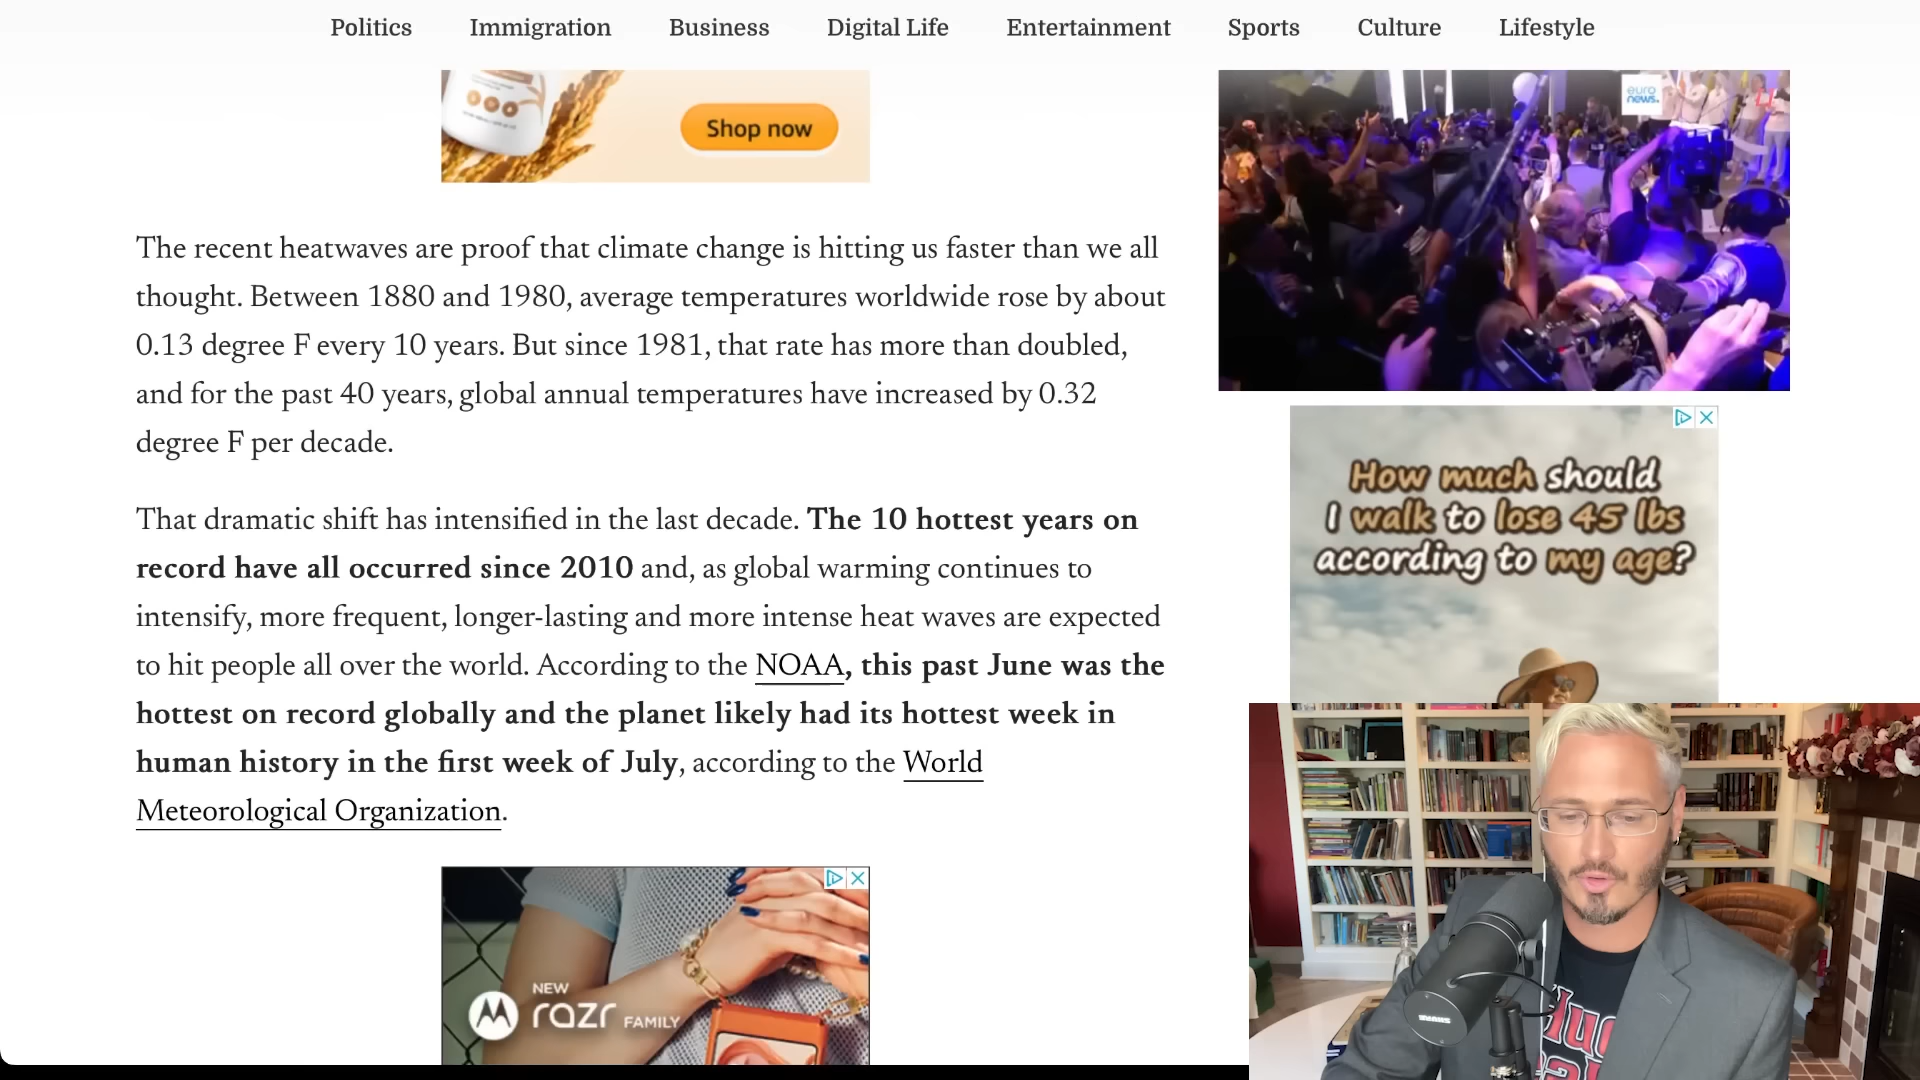 Politics Immigration Business Digital Life Entertainment Sports Culture Lifestyle
Shop now
euro
news.
The recent heatwaves are proof that climate change is hitting us faster than we all
thought. Between 1880 and 1980, average temperatures worldwide rose by about
0.13 degree F every 10 years. But since 1981, that rate has more than doubled,
and for the past 40 years, global annual temperatures have increased by 0.32
degree F per decade.
That dramatic shift has intensified in the last decade. The 10 hottest years on
record have all occurred since 2010 and, as global warming continues to
intensify, more frequent, longer-lasting and more intense heat waves are expected
to hit people all over the world. According to the NOAA, this past June was the
hottest on record globally and the planet likely had its hottest week in
human history in the first week of July, according to the World
Meteorological Organization.
How much should
I walk to lose 45 lbs
according to my age?
NEW
razr FAMILY
SHURE